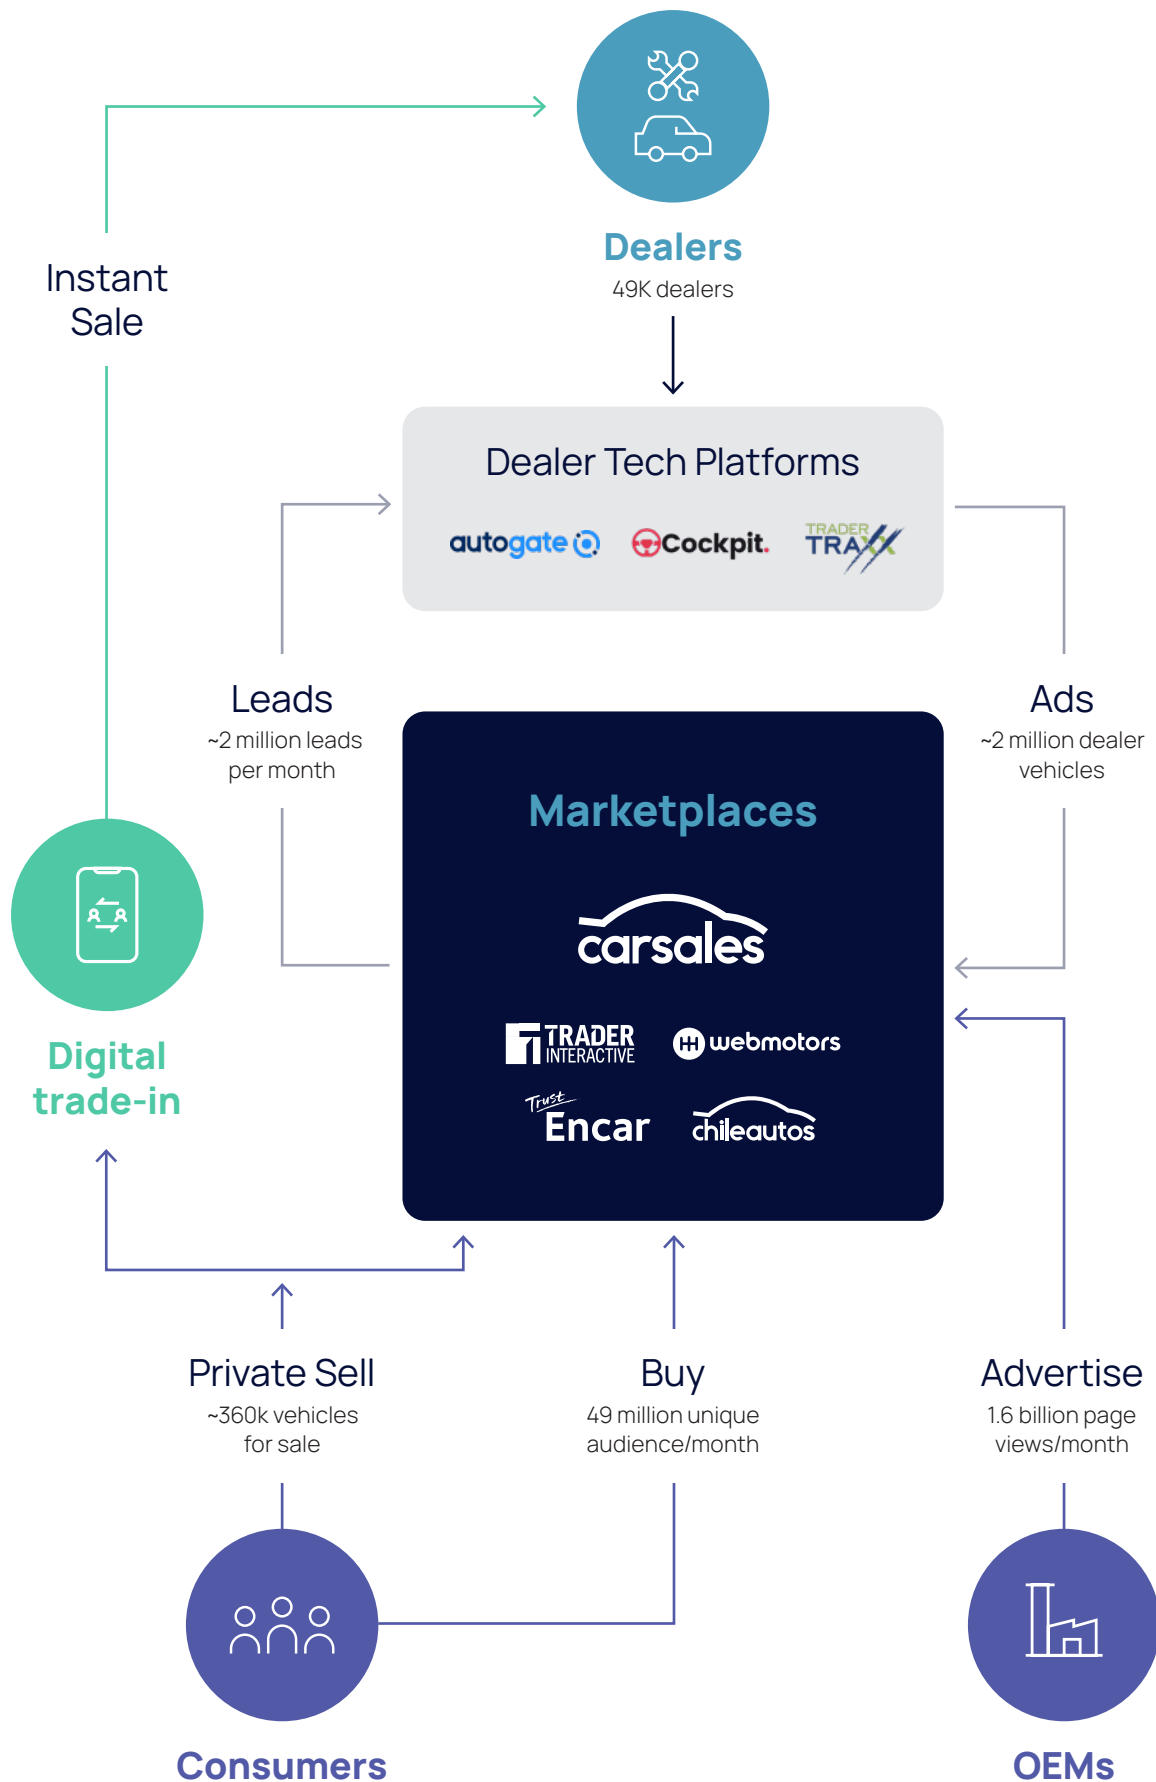 Dealers
49K dealers
Instant
Sale
Dealer Tech Platforms
autogate
Cockpit.
TRADER
TRAXX
Leads
~2 million leads
per month
Ads
~2 million dealer
vehicles
Marketplaces
carsales
TRADER
INTERACTIVE
webmotors
Trust
Encar
chileautos
Digital
trade-in
Private Sell
~360k vehicles
for sale
Buy
49 million unique
audience/month
Advertise
1.6 billion page
views/month
Consumers
OEMs